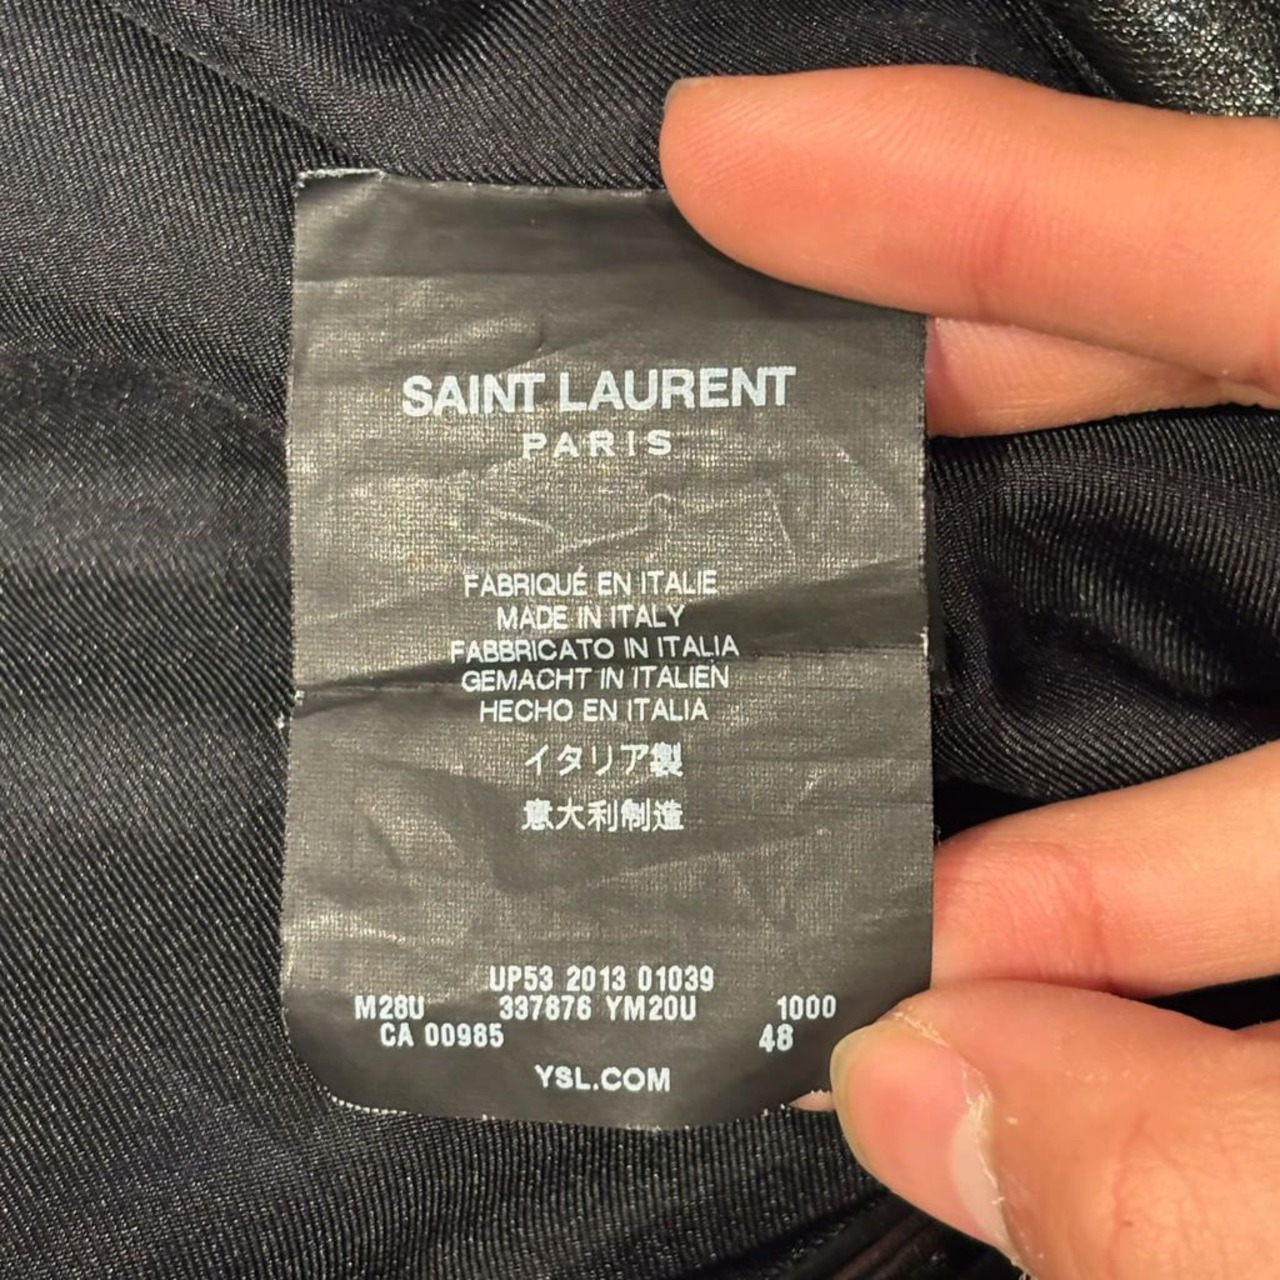 SAINT LAURENT
PARIS
FABRIQUÉ EN ITALIE
MADE IN ITALY
FABBRICATO IN ITALIA
GEMACHT IN ITALIEN
HECHO EN ITALIA
イタリア製
意大利制造
UP53 2013 01039
M28U 337876 YM20U 1000
CA 00985 48
YSL.COM